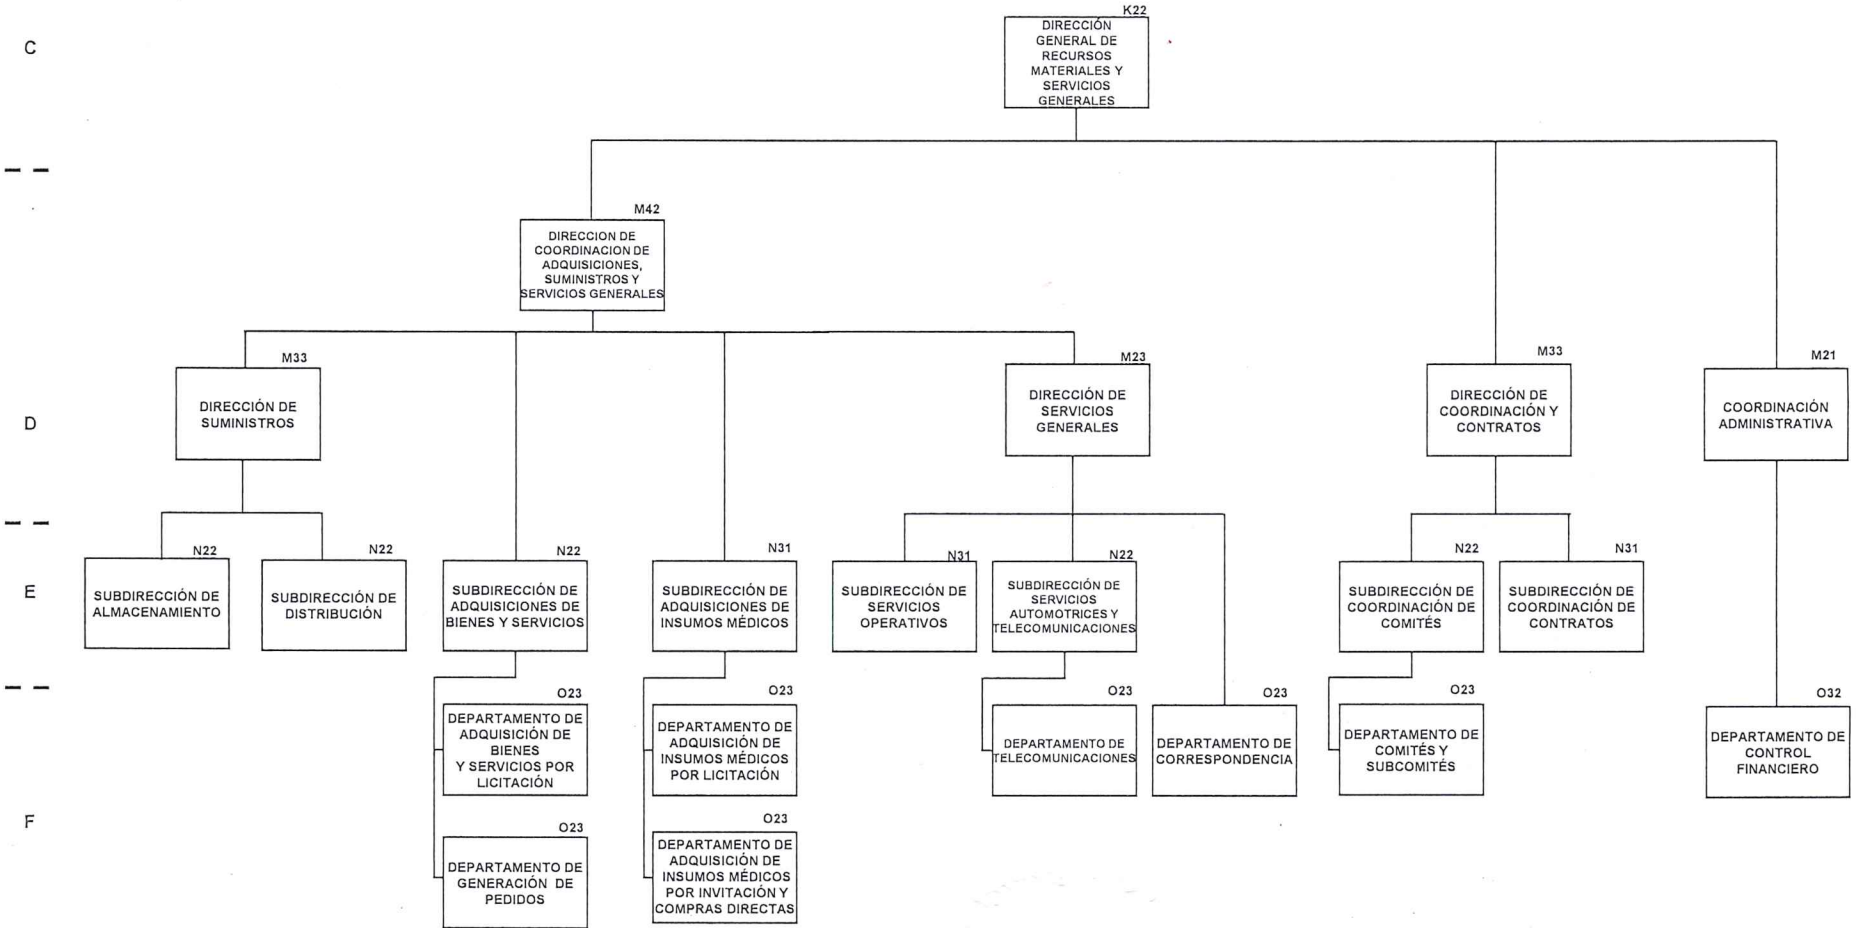 K22
C
DIRECCIÓN
GENERAL DE
RECURSOS
MATERIALES Y
SERVICIOS
GENERALES
M42
DIRECCION DE
COORDINACION DE
ADQUISICIONES,
SUMINISTROS Y
SERVICIOS GENERALES
D
M33
DIRECCIÓN DE
SUMINISTROS
M23
DIRECCIÓN DE
SERVICIOS
GENERALES
M33
DIRECCIÓN DE
COORDINACIÓN Y
CONTRATOS
M21
COORDINACIÓN
ADMINISTRATIVA
E
N22
SUBDIRECCIÓN DE
ALMACENAMIENTO
N22
SUBDIRECCIÓN DE
DISTRIBUCIÓN
N22
SUBDIRECCIÓN DE
ADQUISICIONES DE
BIENES Y SERVICIOS
N31
SUBDIRECCIÓN DE
ADQUISICIONES DE
INSUMOS MÉDICOS
N31
SUBDIRECCIÓN DE
SERVICIOS
OPERATIVOS
N22
SUBDIRECCIÓN DE
SERVICIOS
AUTOMOTRICES Y
TELECOMUNICACIONES
N22
SUBDIRECCIÓN DE
COORDINACIÓN DE
COMITÉS
N31
SUBDIRECCIÓN DE
COORDINACIÓN DE
CONTRATOS
F
O23
DEPARTAMENTO DE
ADQUISICIÓN DE
BIENES
Y SERVICIOS POR
LICITACIÓN
O23
DEPARTAMENTO DE
ADQUISICIÓN DE
INSUMOS MÉDICOS
POR LICITACIÓN
O23
DEPARTAMENTO DE
TELECOMUNICACIONES
O23
DEPARTAMENTO DE
CORRESPONDENCIA
O23
DEPARTAMENTO DE
COMITÉS Y
SUBCOMITÉS
O32
DEPARTAMENTO DE
CONTROL
FINANCIERO
O23
DEPARTAMENTO DE
GENERACIÓN DE
PEDIDOS
O23
DEPARTAMENTO DE
ADQUISICIÓN DE
INSUMOS MÉDICOS
POR INVITACIÓN Y
COMPRAS DIRECTAS